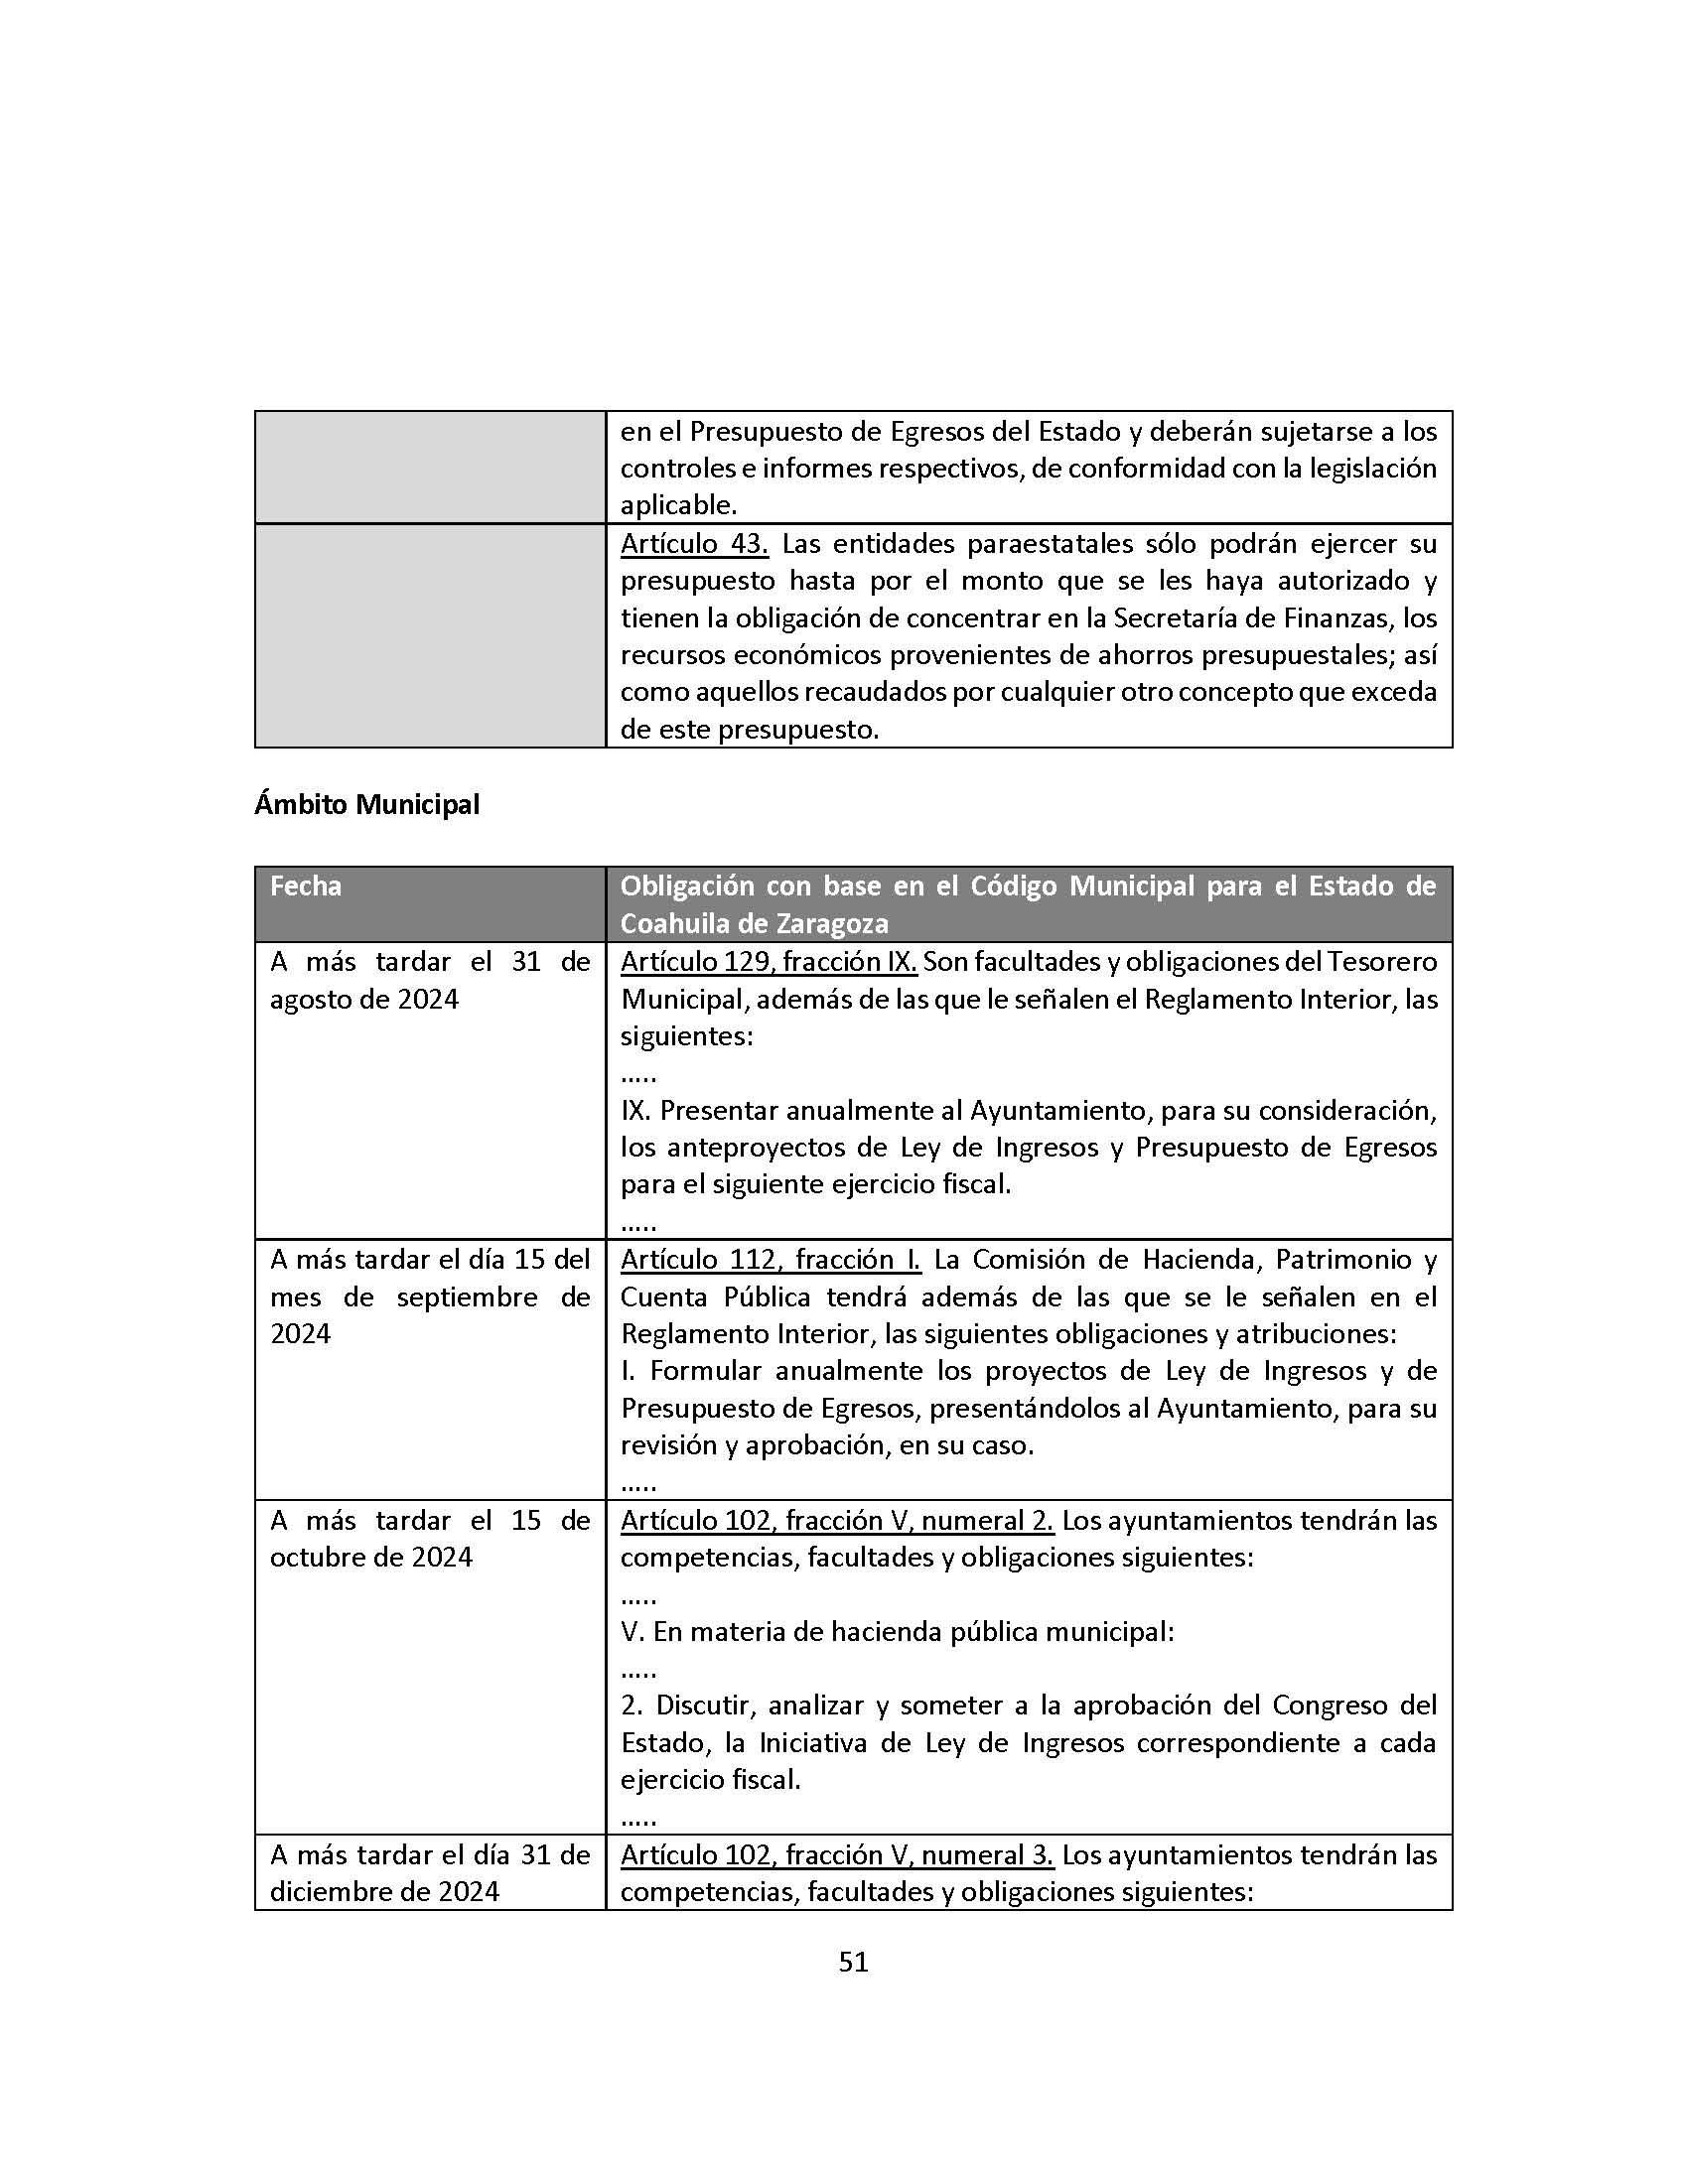 en el Presupuesto de Egresos del Estado y deberán sujetarse a los
controles e informes respectivos, de conformidad con la legislación
aplicable.
Artículo 43. Las entidades paraestatales sólo podrán ejercer su
presupuesto hasta por el monto que se les haya autorizado y
tienen la obligación de concentrar en la Secretaría de Finanzas, los
recursos económicos provenientes de ahorros presupuestales; así
como aquellos recaudados por cualquier otro concepto que exceda
de este presupuesto.
Ámbito Municipal
Fecha
Obligación con base en el Código Municipal para el Estado de
Coahuila de Zaragoza
A más tardar el 31 de
agosto de 2024
Artículo 129, fracción IX. Son facultades y obligaciones del Tesorero
Municipal, además de las que le señalen el Reglamento Interior, las
siguientes:
.....
IX. Presentar anualmente al Ayuntamiento, para su consideración,
los anteproyectos de Ley de Ingresos y Presupuesto de Egresos
para el siguiente ejercicio fiscal.
.....
A más tardar el día 15 del
mes de septiembre de
2024
Artículo 112, fracción I. La Comisión de Hacienda, Patrimonio y
Cuenta Pública tendrá además de las que se le señalen en el
Reglamento Interior, las siguientes obligaciones y atribuciones:
I. Formular anualmente los proyectos de Ley de Ingresos y de
Presupuesto de Egresos, presentándolos al Ayuntamiento, para su
revisión y aprobación, en su caso.
.....
A más tardar el 15 de
octubre de 2024
Artículo 102, fracción V, numeral 2. Los ayuntamientos tendrán las
competencias, facultades y obligaciones siguientes:
.....
V. En materia de hacienda pública municipal:
.....
2. Discutir, analizar y someter a la aprobación del Congreso del
Estado, la Iniciativa de Ley de Ingresos correspondiente a cada
ejercicio fiscal.
.....
A más tardar el día 31 de
diciembre de 2024
Artículo 102, fracción V, numeral 3. Los ayuntamientos tendrán las
competencias, facultades y obligaciones siguientes:
51